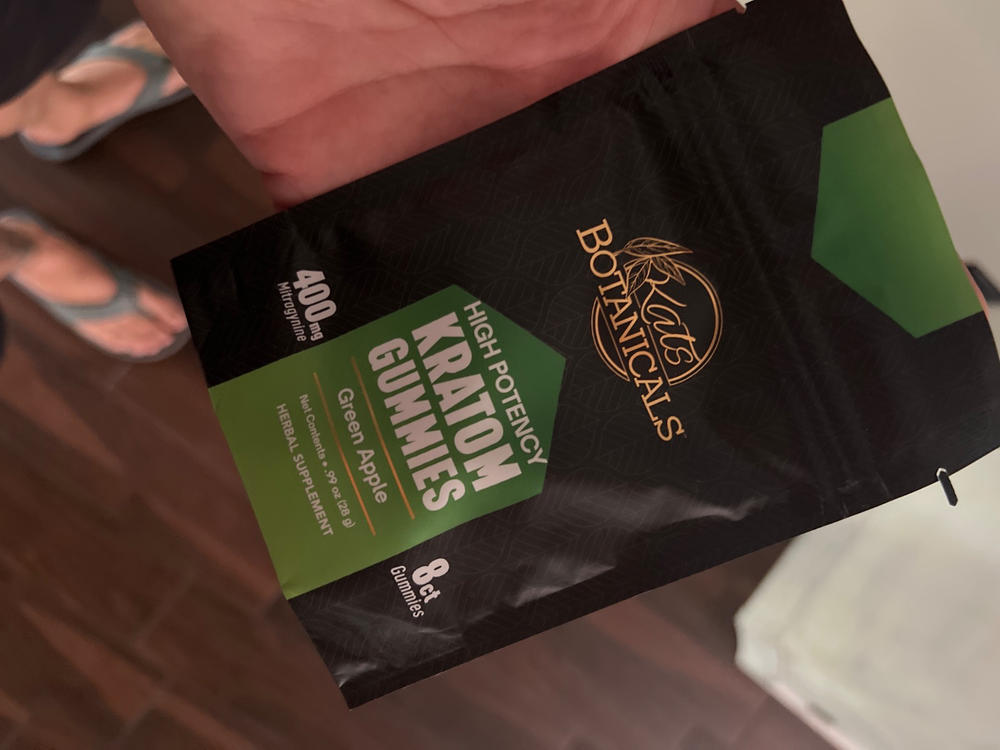 Kats
BOTANICALS
HIGH POTENCY
KRATOM
GUMMIES
Green Apple
Net Contents • .99 oz (28 g)
HERBAL SUPPLEMENT
400mg
Mitragynine
8ct
Gummies